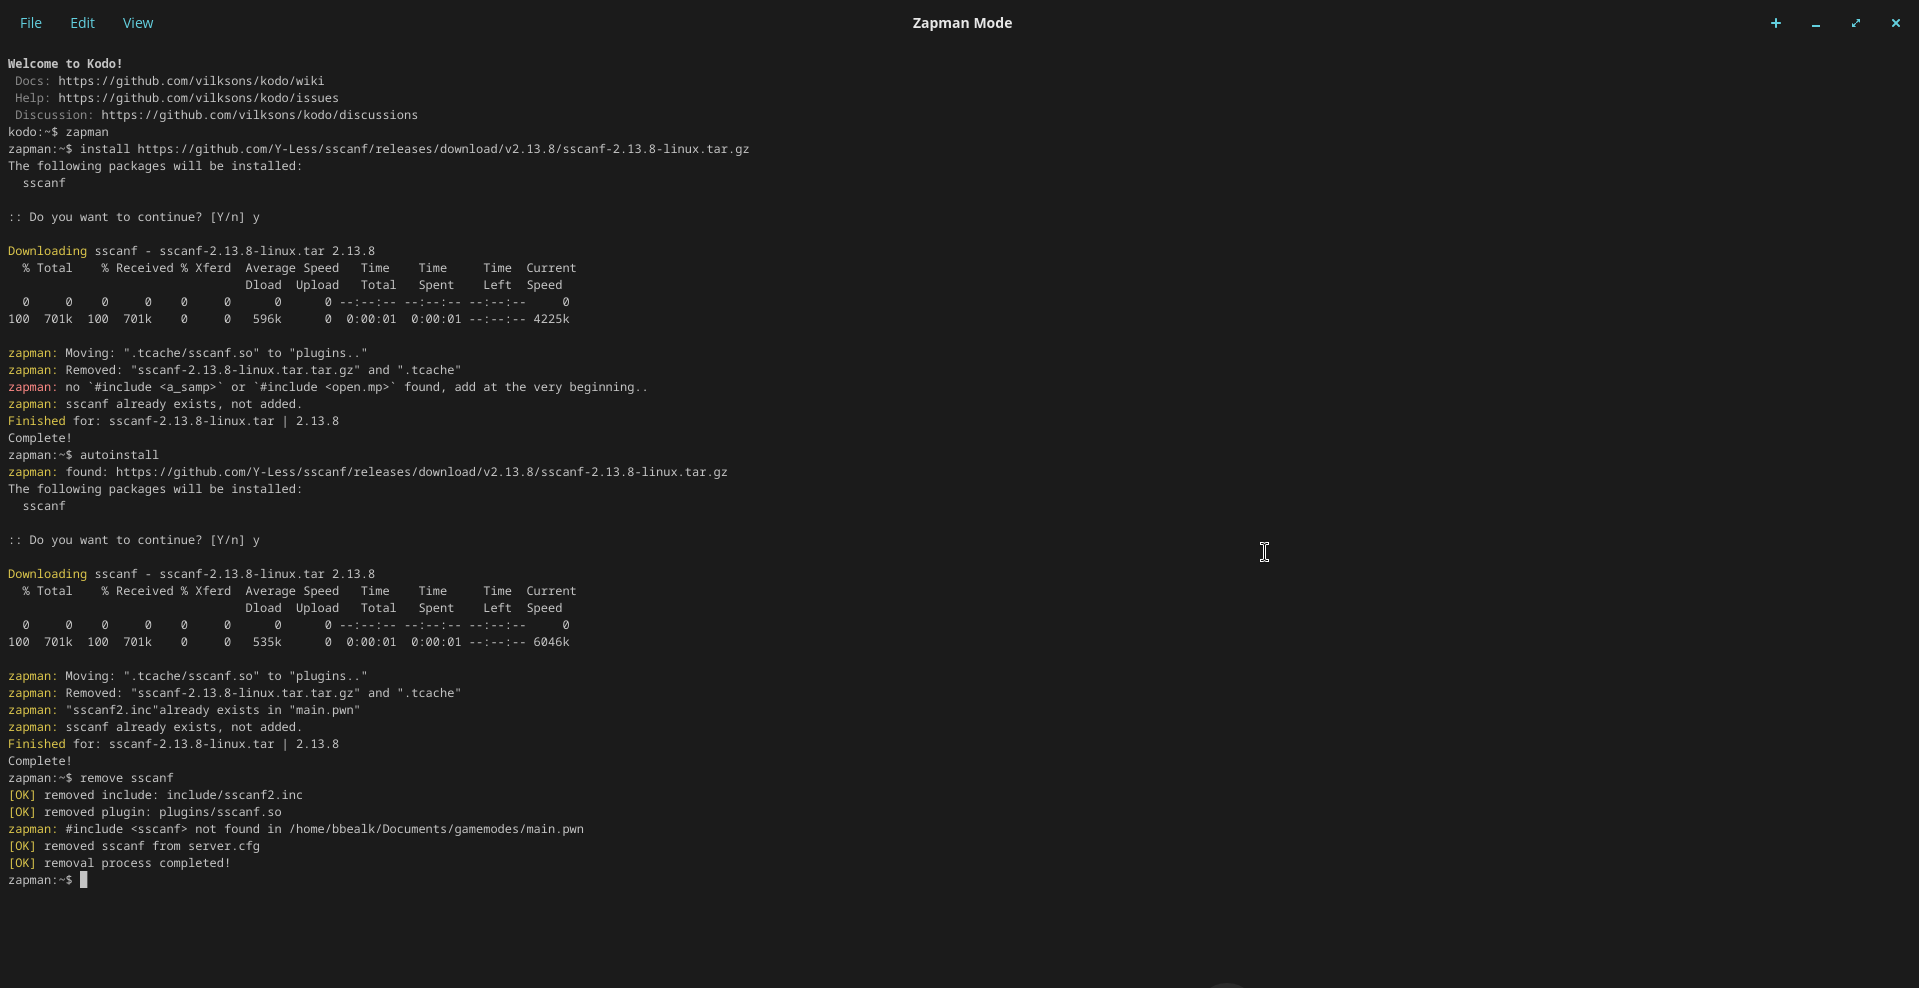 File Edit View Zapman Mode
Welcome to Kodo!
Docs: https://github.com/vilksons/kodo/wiki
Help: https://github.com/vilksons/kodo/issues
Discussion: https://github.com/vilksons/kodo/discussions
kodo:~$ zapman
zapman:~$ install https://github.com/Y-Less/sscanf/releases/download/v2.13.8/sscanf-2.13.8-linux.tar.gz
The following packages will be installed:
  sscanf
:: Do you want to continue? [Y/n] y
Downloading sscanf - sscanf-2.13.8-linux.tar 2.13.8
  % Total    % Received % Xferd  Average Speed   Time    Time     Time  Current
                                 Dload  Upload   Total   Spent    Left  Speed
  0     0    0     0    0     0      0      0 --:--:-- --:--:-- --:--:--     0
100  701k  100  701k    0     0   596k      0  0:00:01  0:00:01 --:--:-- 4225k
zapman: Moving: ".tcache/sscanf.so" to "plugins.."
zapman: Removed: "sscanf-2.13.8-linux.tar.tar.gz" and ".tcache"
zapman: no `#include <a_samp>` or `#include <open.mp>` found, add at the very beginning..
zapman: sscanf already exists, not added.
Finished for: sscanf-2.13.8-linux.tar | 2.13.8
Complete!
zapman:~$ autoinstall
zapman: found: https://github.com/Y-Less/sscanf/releases/download/v2.13.8/sscanf-2.13.8-linux.tar.gz
The following packages will be installed:
  sscanf
:: Do you want to continue? [Y/n] y
Downloading sscanf - sscanf-2.13.8-linux.tar 2.13.8
  % Total    % Received % Xferd  Average Speed   Time    Time     Time  Current
                                 Dload  Upload   Total   Spent    Left  Speed
  0     0    0     0    0     0      0      0 --:--:-- --:--:-- --:--:--     0
100  701k  100  701k    0     0   535k      0  0:00:01  0:00:01 --:--:-- 6046k
zapman: Moving: ".tcache/sscanf.so" to "plugins.."
zapman: Removed: "sscanf-2.13.8-linux.tar.tar.gz" and ".tcache"
zapman: "sscanf2.inc"already exists in "main.pwn"
zapman: sscanf already exists, not added.
Finished for: sscanf-2.13.8-linux.tar | 2.13.8
Complete!
zapman:~$ remove sscanf
[OK] removed include: include/sscanf2.inc
[OK] removed plugin: plugins/sscanf.so
zapman: #include <sscanf> not found in /home/bbealk/Documents/gamemodes/main.pwn
[OK] removed sscanf from server.cfg
[OK] removal process completed!
zapman:~$